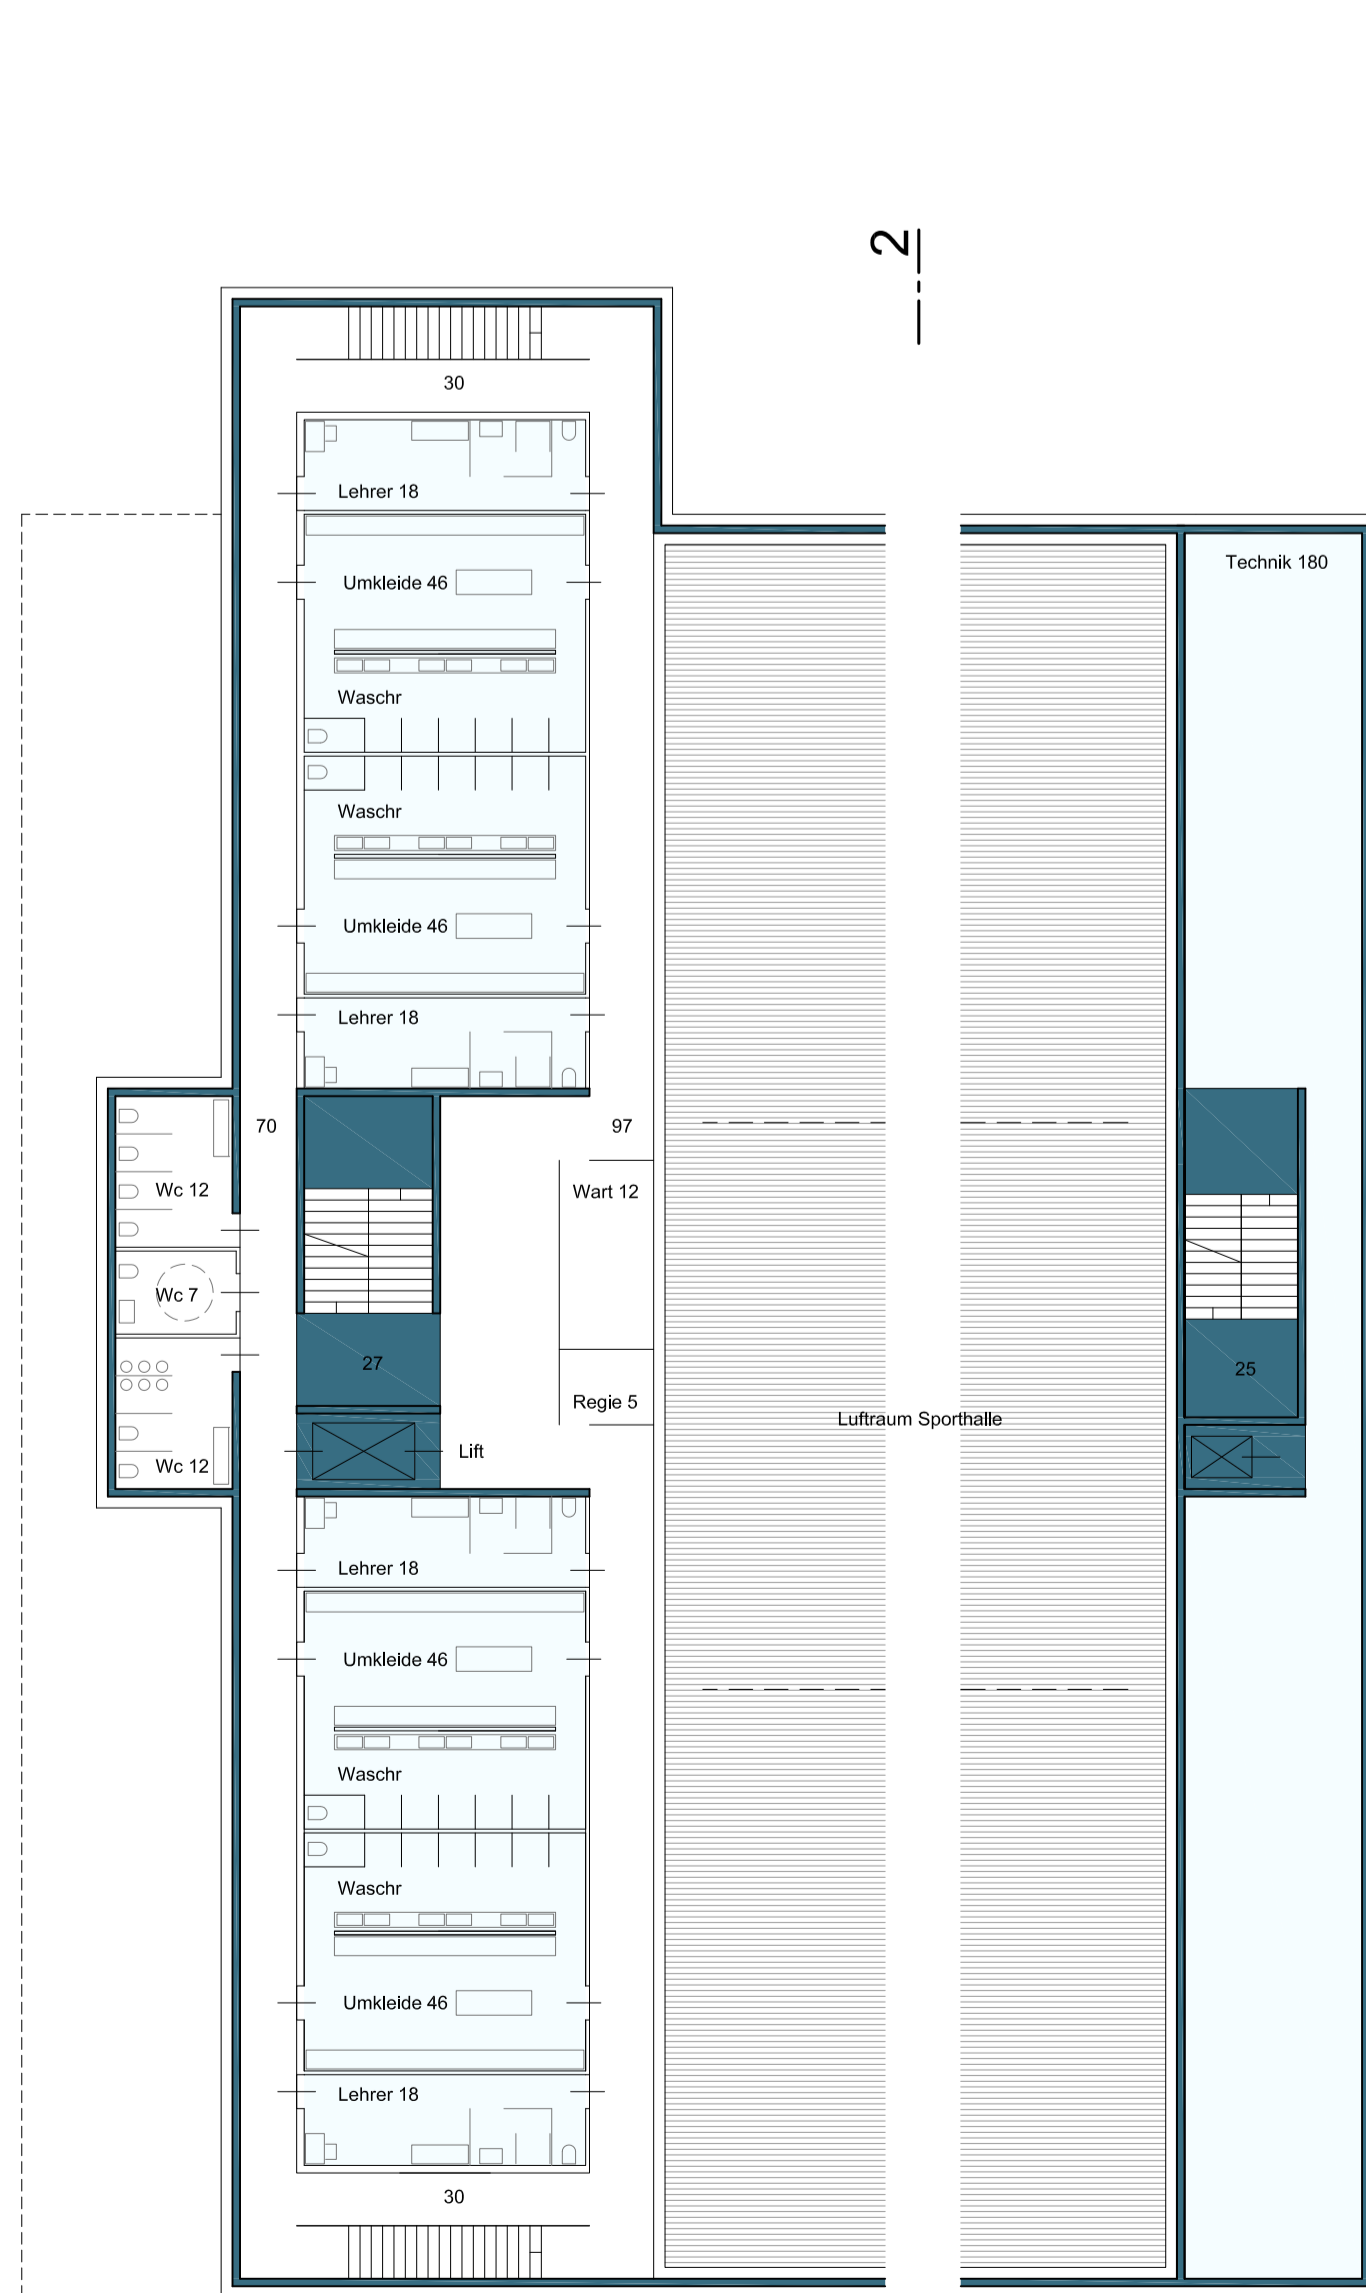 2
30
Lehrer 18
Technik 180
Umkleide 46
Waschr
Waschr
Umkleide 46
Lehrer 18
70
97
Wc 12
Wart 12
Wc 7
27
25
Regie 5
Luftraum Sporthalle
Lift
Wc 12
Lehrer 18
Umkleide 46
Waschr
Waschr
Umkleide 46
Lehrer 18
30